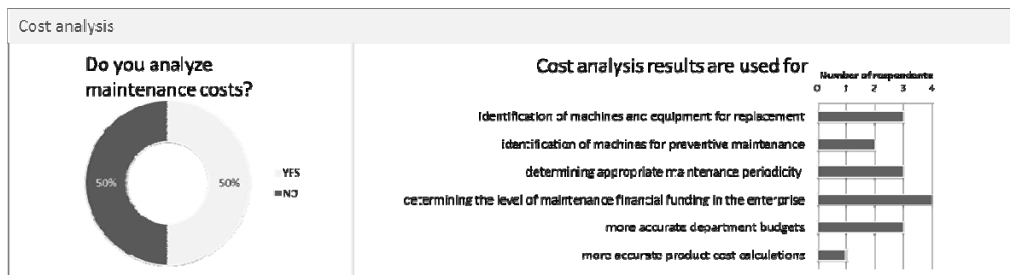 Cost analysis
Do you analyze
maintenance costs?
50%
50%
YES
NO
Cost analysis results are used for
Number of respondents
0 1 2 3 4
identification of machines and equipment for replacement
identification of machines for preventive maintenance
determining appropriate maintenance periodicity
determining the level of maintenance financial funding in the enterprise
more accurate department budgets
more accurate product cost calculations